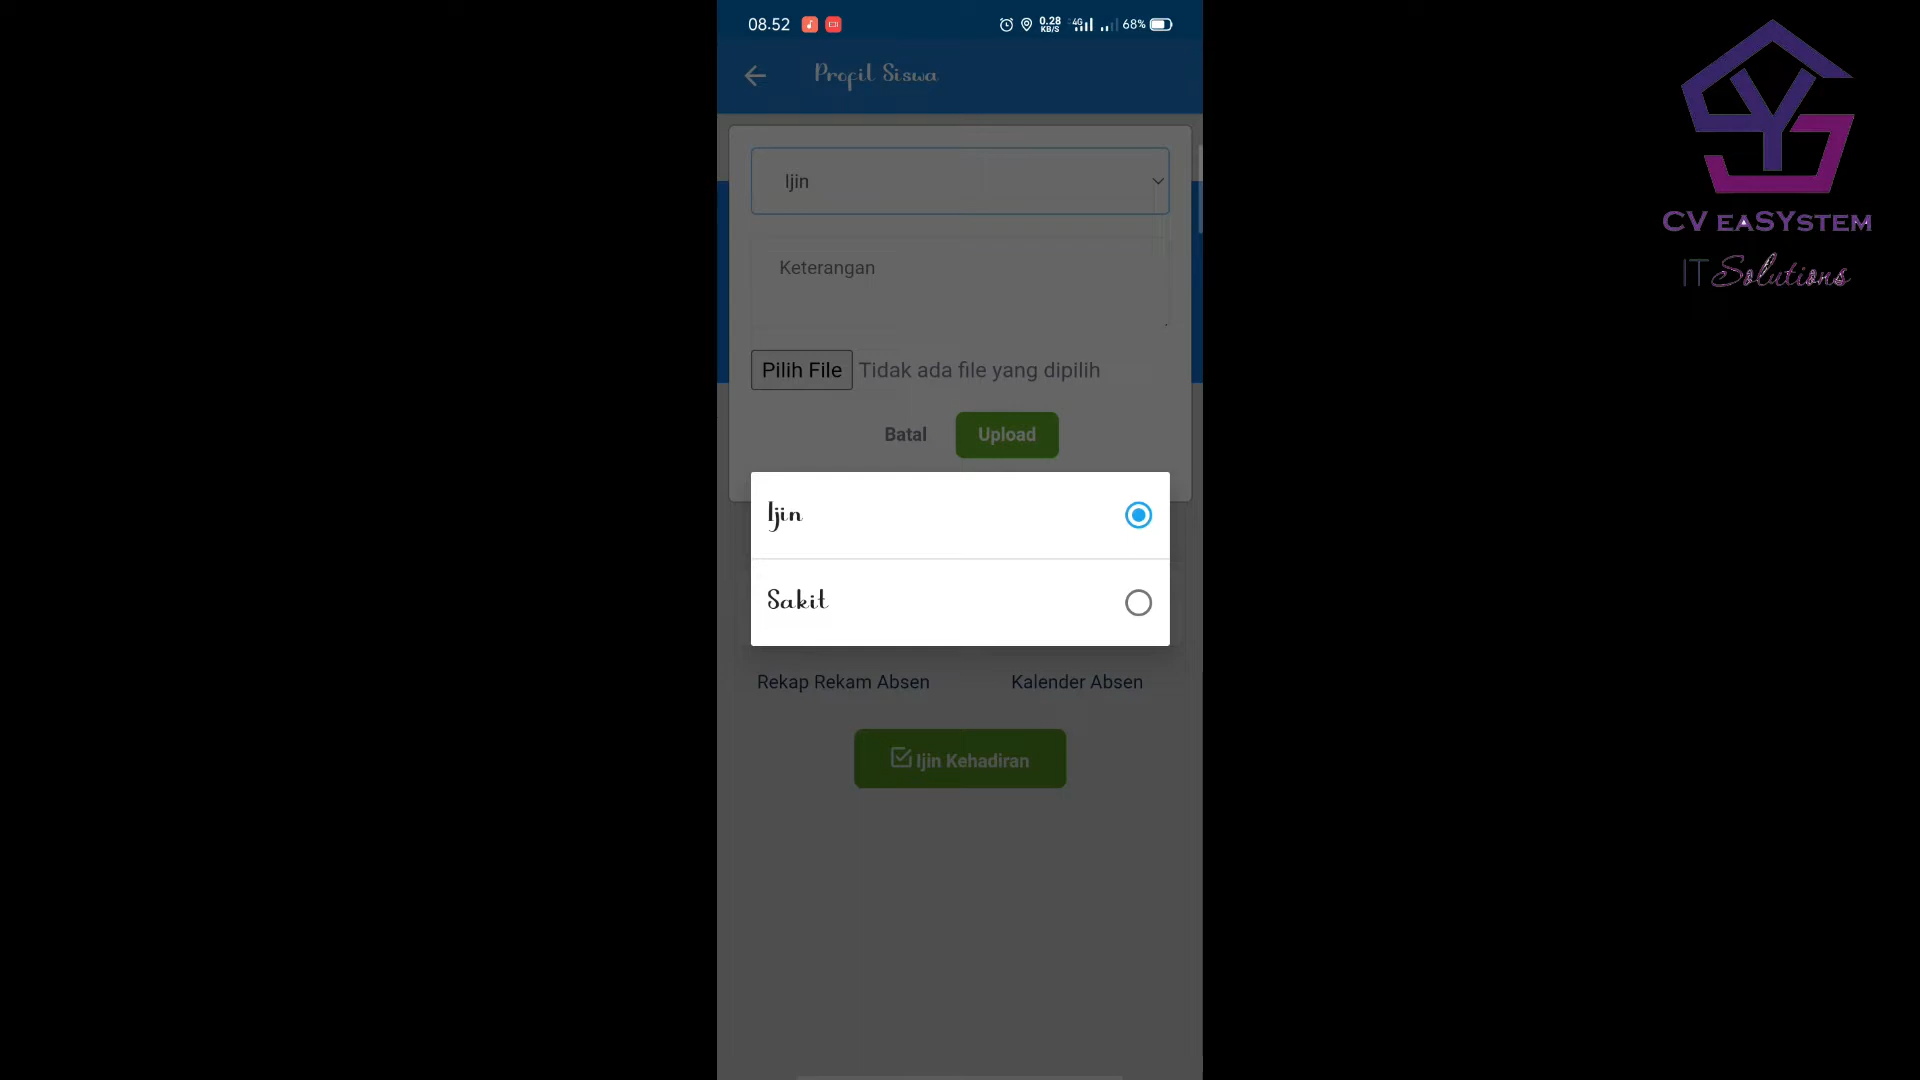 08.52
0.28
KB/S
4G
68%
Profil Siswa
Ijin
Keterangan
Pilih File Tidak ada file yang dipilih
Batal Upload
Ijin
Sakit
Rekap Rekam Absen Kalender Absen
Ijin Kehadiran
CV EASYSTEM
IT Solutions